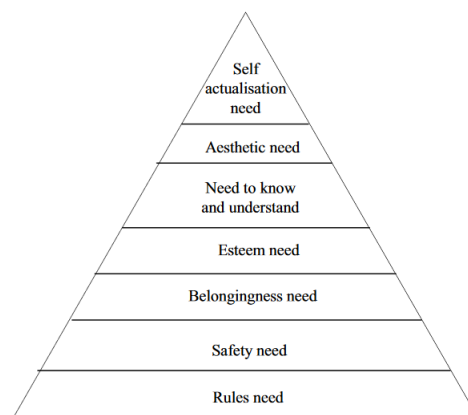 Self
actualisation
need
Aesthetic need
Need to know
and understand
Esteem need
Belongingness need
Safety need
Rules need